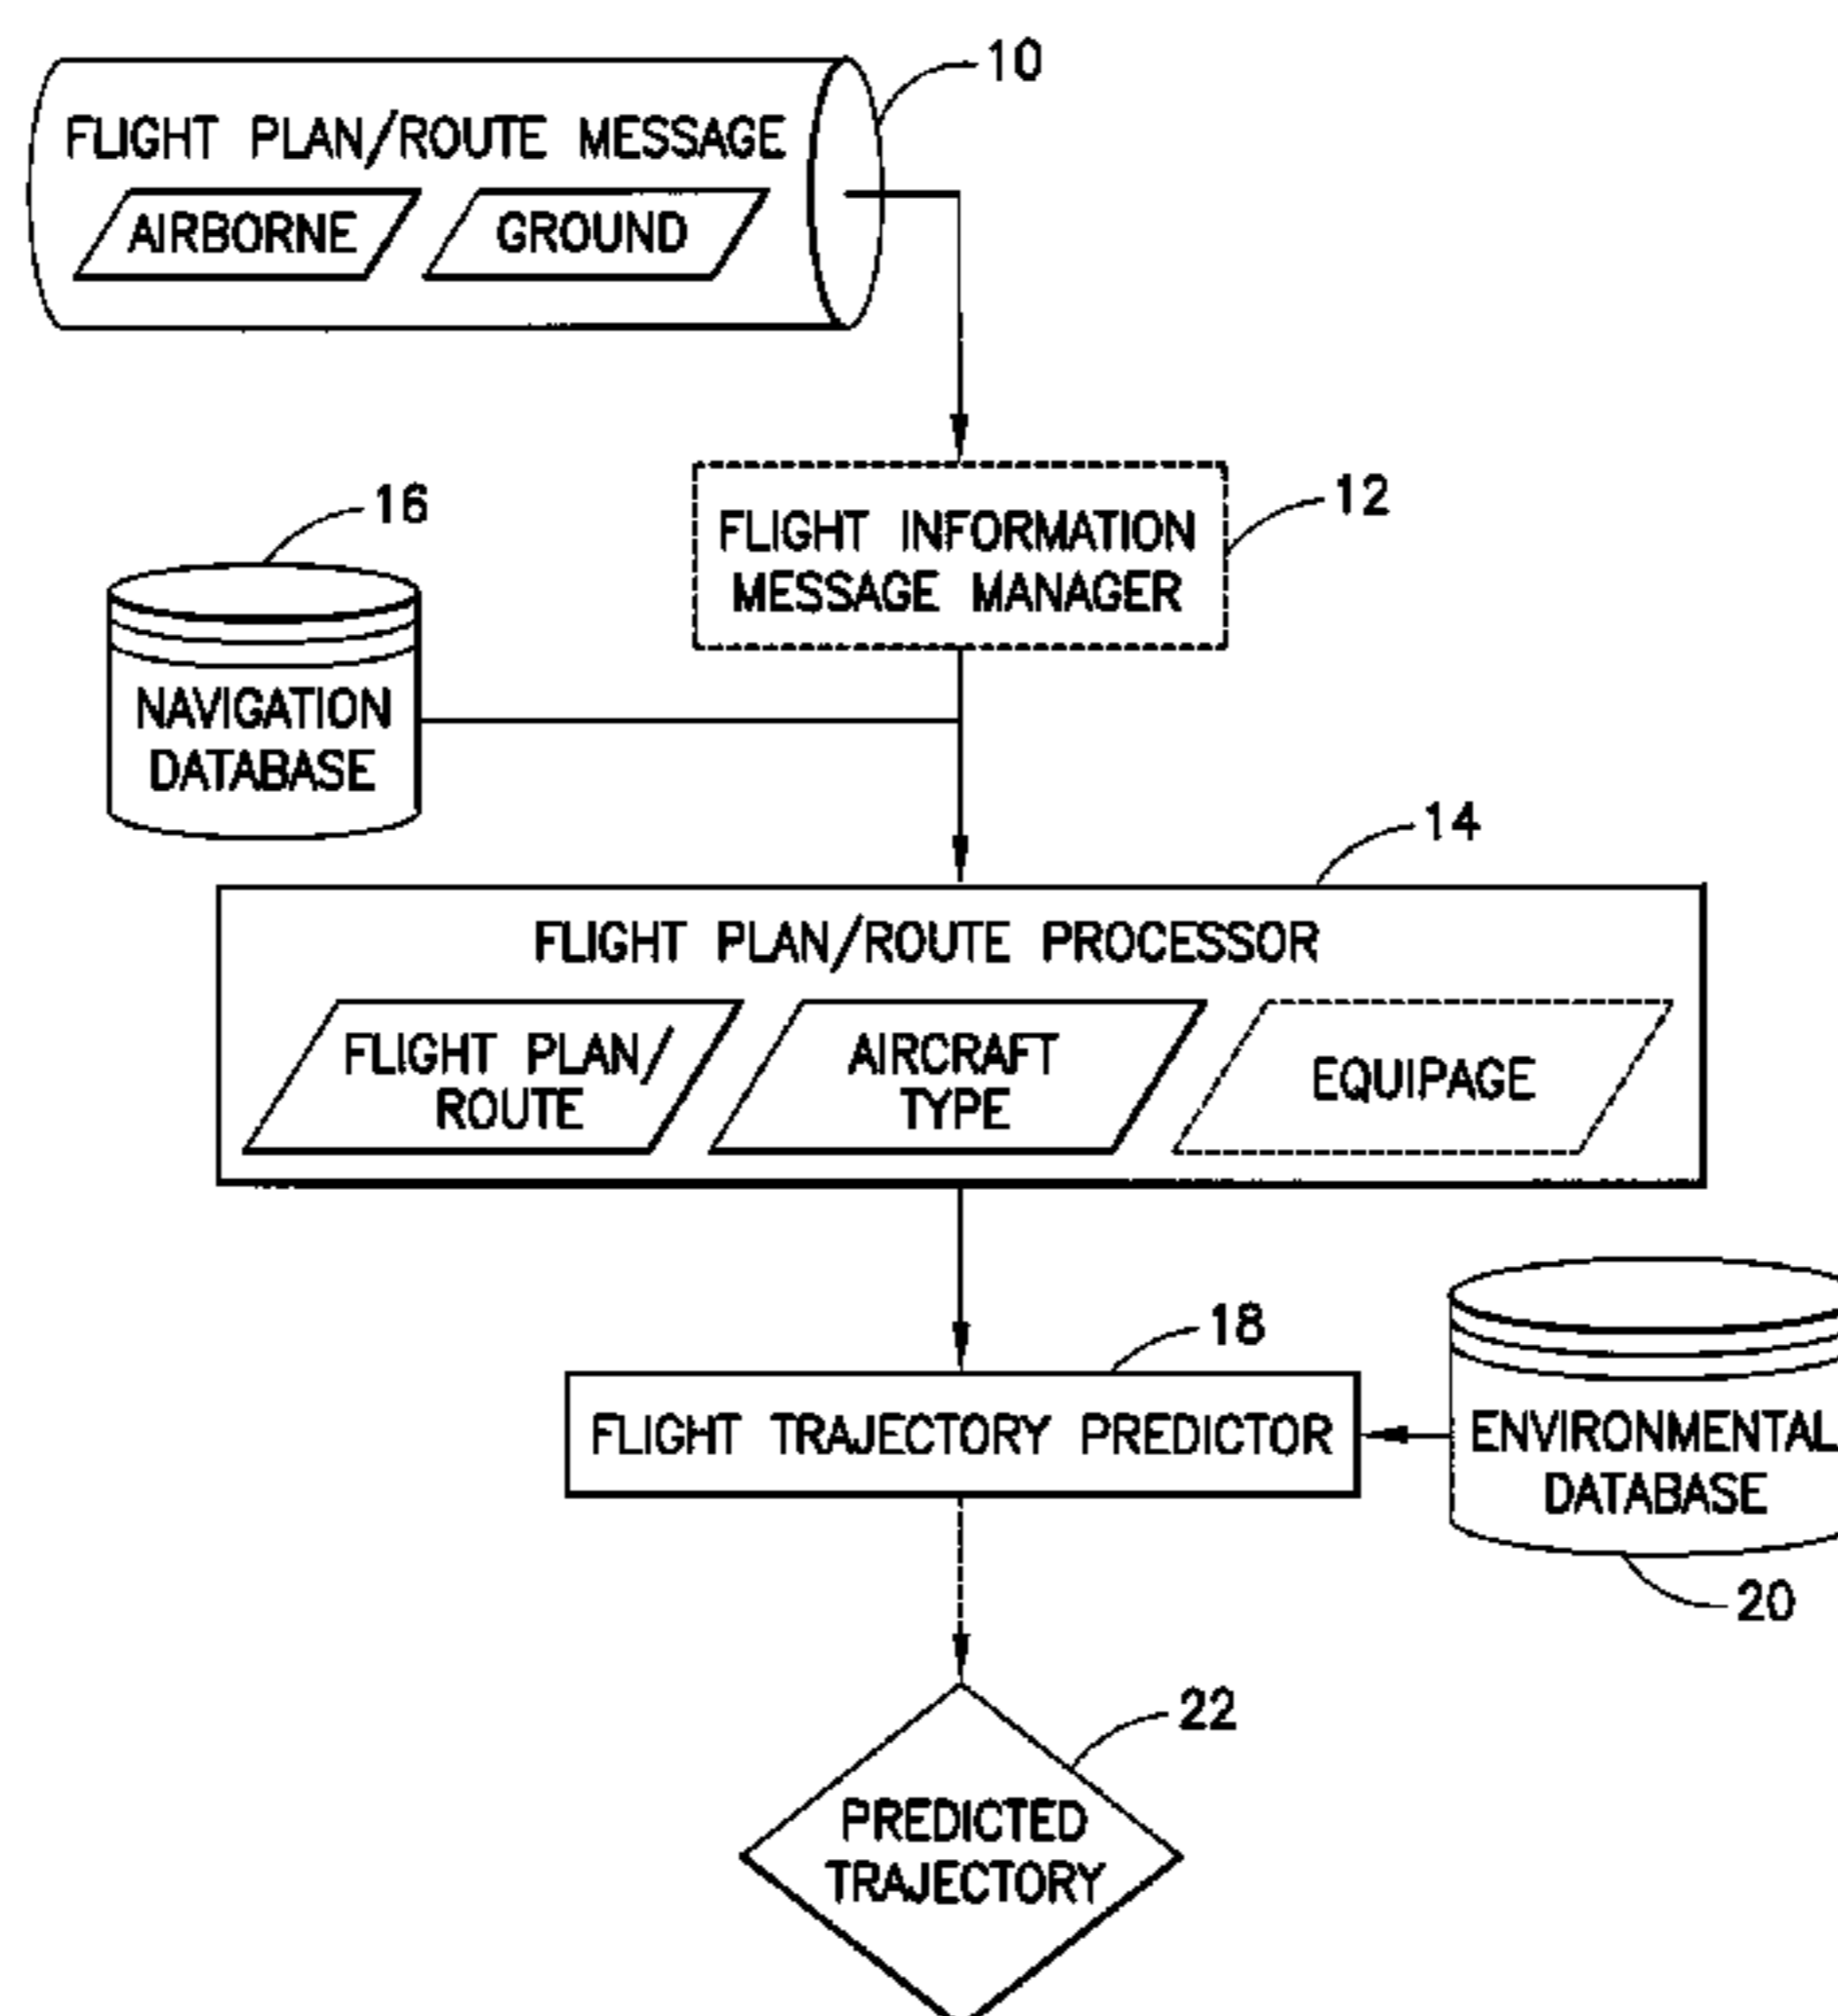 10
FLIGHT PLAN/ROUTE MESSAGE
AIRBORNE GROUND
16
12
FLIGHT INFORMATION
MESSAGE MANAGER
NAVIGATION
DATABASE
14
FLIGHT PLAN/ROUTE PROCESSOR
FLIGHT PLAN/
ROUTE
AIRCRAFT
TYPE
EQUIPAGE
18
FLIGHT TRAJECTORY PREDICTOR
ENVIRONMENTAL
DATABASE
20
22
PREDICTED
TRAJECTORY